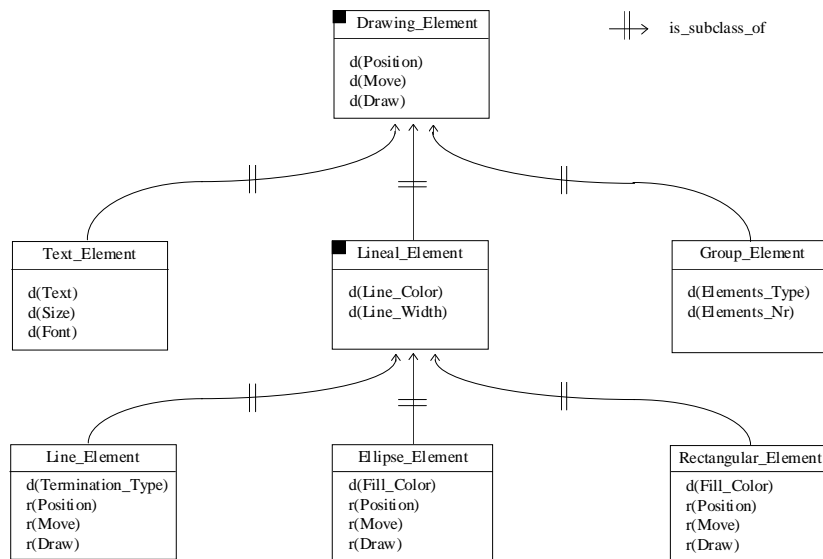 Drawing_Element
d(Position)
d(Move)
d(Draw)
is_subclass_of
Text_Element
d(Text)
d(Size)
d(Font)
Lineal_Element
d(Line_Color)
d(Line_Width)
Group_Element
d(Elements_Type)
d(Elements_Nr)
Line_Element
d(Termination_Type)
r(Position)
r(Move)
r(Draw)
Ellipse_Element
d(Fill_Color)
r(Position)
r(Move)
r(Draw)
Rectangular_Element
d(Fill_Color)
r(Position)
r(Move)
r(Draw)